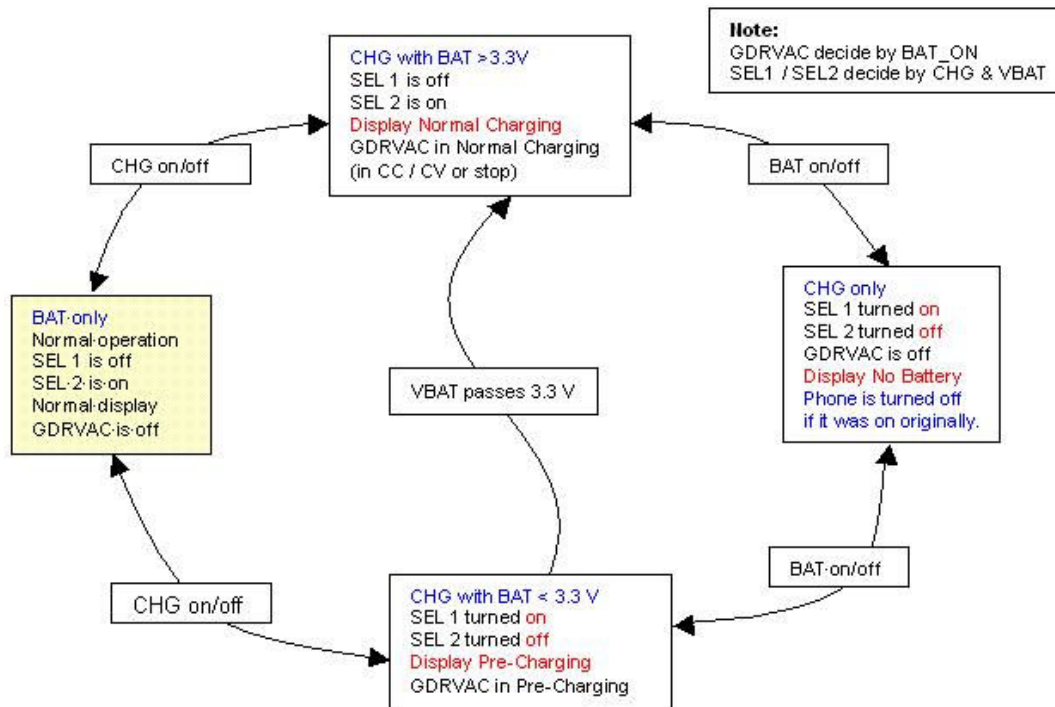 Note:
GDRVAC decide by BAT_ON
SEL1 / SEL2 decide by CHG & VBAT
CHG with BAT >3.3V
SEL 1 is off
SEL 2 is on
Display Normal Charging
GDRVAC in Normal Charging
(in CC / CV or stop)
CHG on/off
BAT on/off
BAT·only
Normal·operation
SEL 1 is off
SEL·2·is·on
Normal·display
GDRVAC·is·off
VBAT passes 3.3 V
CHG only
SEL 1 turned on
SEL 2 turned off
GDRVAC is off
Display No Battery
Phone is turned off
if it was on originally.
CHG on/off
BAT·on/off
CHG with BAT < 3.3 V
SEL 1 turned on
SEL 2 turned off
Display Pre-Charging
GDRVAC in Pre-Charging